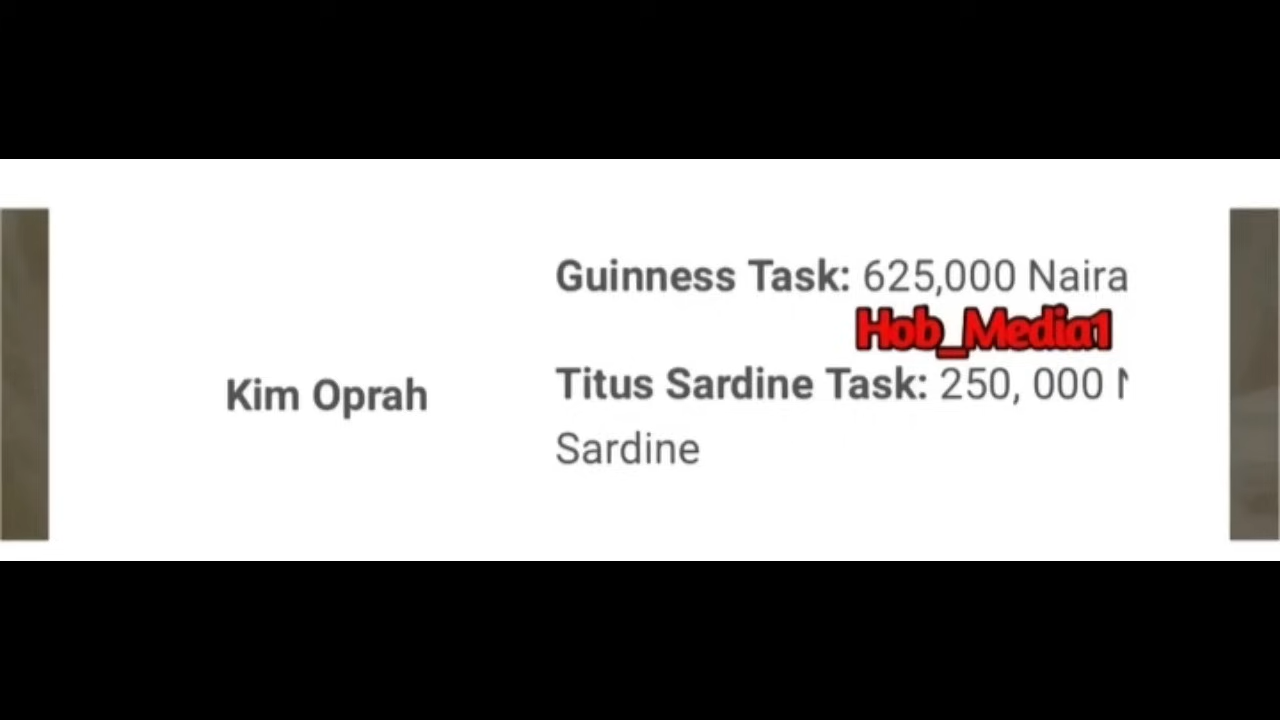 Guinness Task: 625,000 Naira
Hob_Media1
Kim Oprah
Titus Sardine Task: 250, 000
Sardine